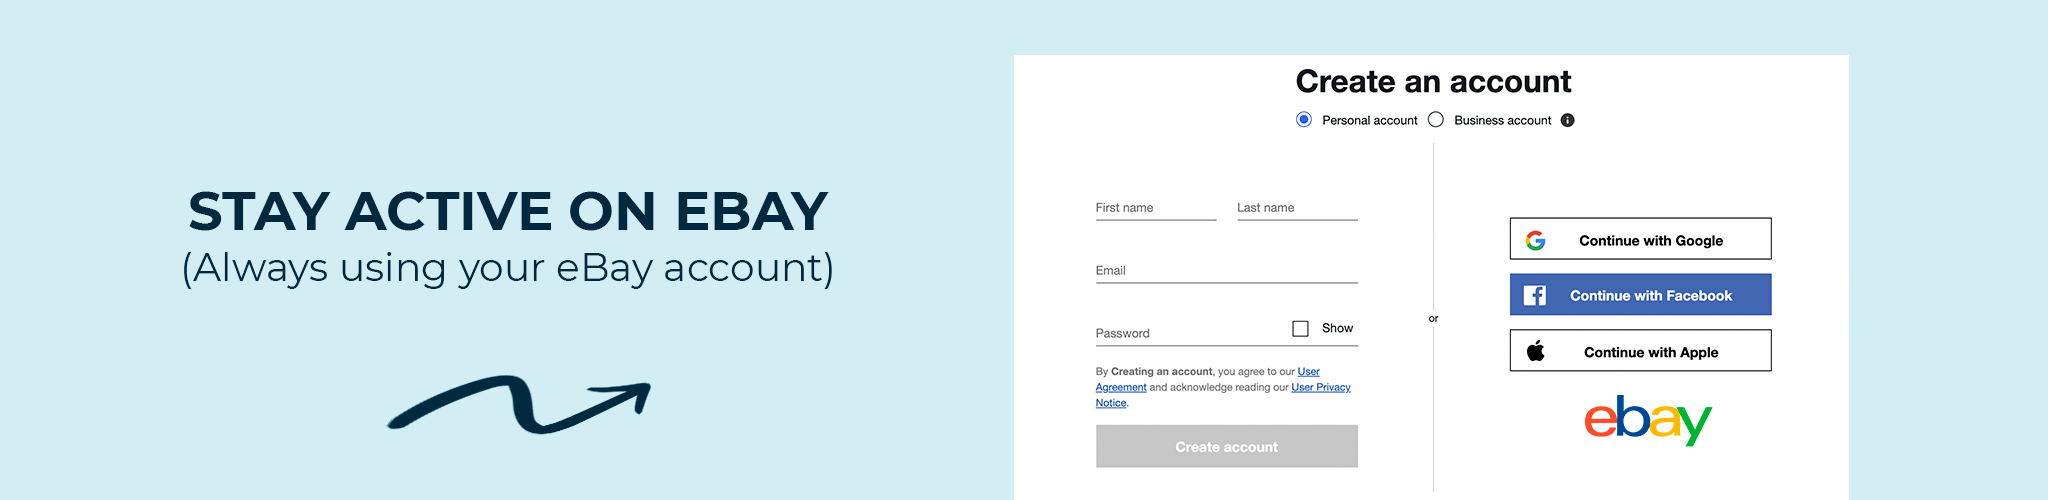 STAY ACTIVE ON EBAY
(Always using your eBay account)
Create an account
Personal account Business account
First name Last name
Email
Password Show
By Creating an account, you agree to our User
Agreement and acknowledge reading our User Privacy
Notice.
Create account
or
Continue with Google
Continue with Facebook
Continue with Apple
ebay